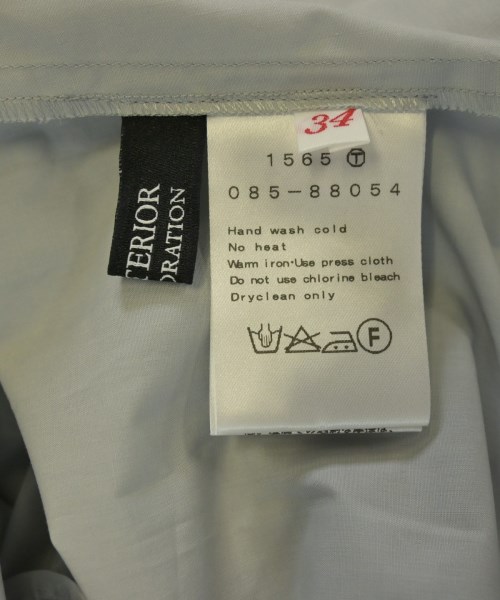 34
1565 Ⓣ
085-88054
Hand wash cold
No heat
Warm iron·Use press cloth
Do not use chlorine bleach
Dryclean only
F
TERIOR
ORATION